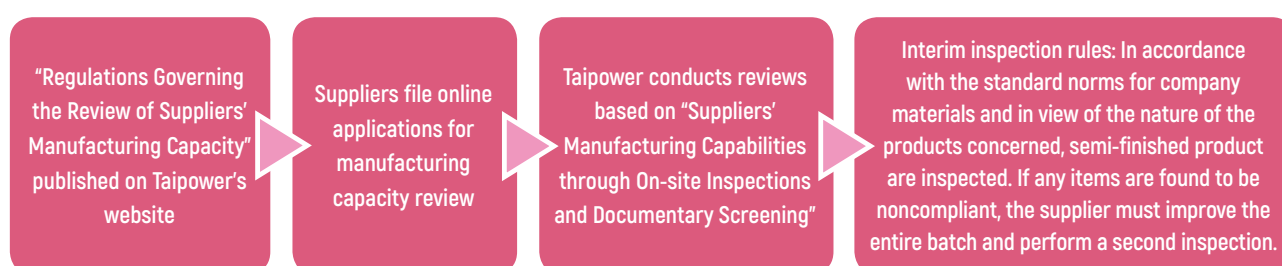 “Regulations Governing
the Review of Suppliers’
Manufacturing Capacity”
published on Taipower’s
website
Suppliers file online
applications for
manufacturing
capacity review
Taipower conducts reviews
based on “Suppliers’
Manufacturing Capabilities
through On-site Inspections
and Documentary Screening”
Interim inspection rules: In accordance
with the standard norms for company
materials and in view of the nature of the
products concerned, semi-finished product
are inspected. If any items are found to be
noncompliant, the supplier must improve the
entire batch and perform a second inspection.